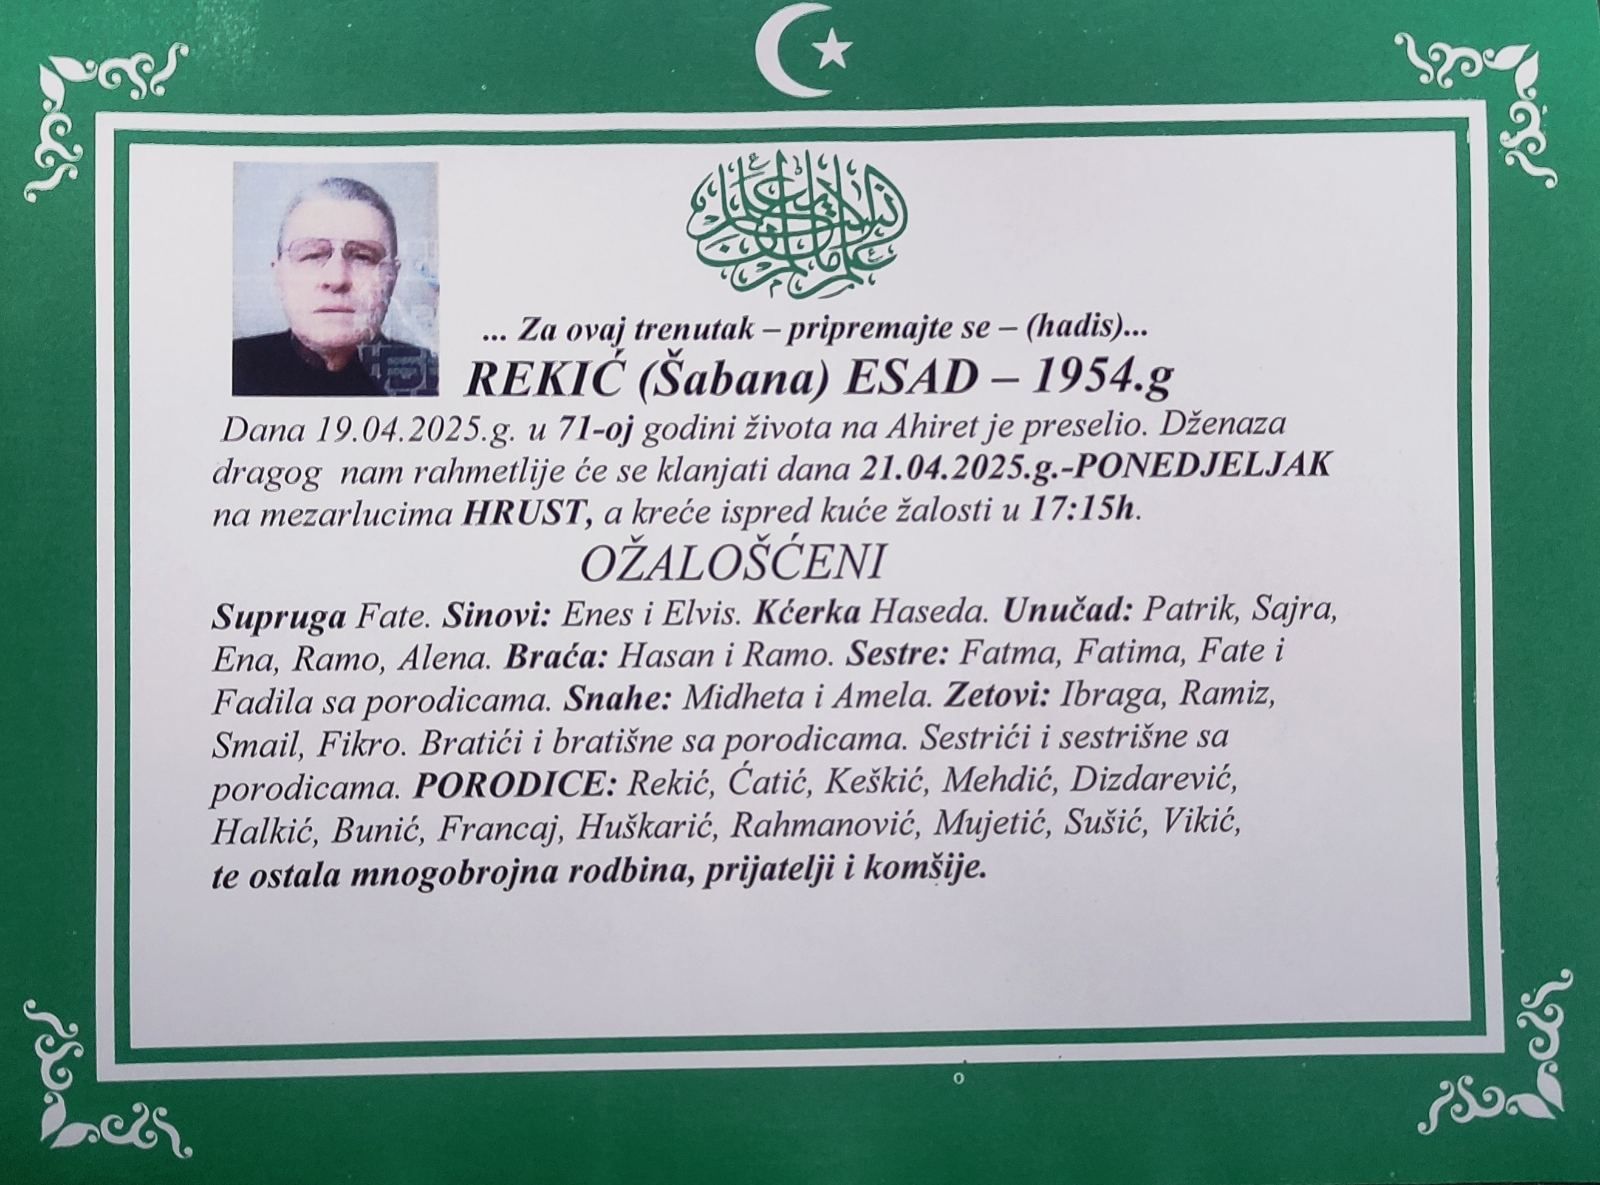 ... Za ovaj trenutak – pripremajte se – (hadis)...
REKIĆ (Šabana) ESAD – 1954.g
Dana 19.04.2025.g. u 71-oj godini života na Ahiret je preselio. Dženaza
dragog nam rahmetlije će se klanjati dana 21.04.2025.g.-PONEDJELJAK
na mezarlucima HRUST, a kreće ispred kuće žalosti u 17:15h.
OŽALOŠĆENI
Supruga Fate. Sinovi: Enes i Elvis. Kćerka Haseda. Unučad: Patrik, Sajra,
Ena, Ramo, Alena. Braća: Hasan i Ramo. Sestre: Fatma, Fatima, Fate i
Fadila sa porodicama. Snahe: Midheta i Amela. Zetovi: Ibraga, Ramiz,
Smail, Fikro. Bratići i bratišne sa porodicama. Sestrići i sestrišne sa
porodicama. PORODICE: Rekić, Ćatić, Keškić, Mehdić, Dizdarević,
Halkić, Bunić, Francaj, Huškarić, Rahmanović, Mujetić, Sušić, Vikić,
te ostala mnogobrojna rodbina, prijatelji i komšije.